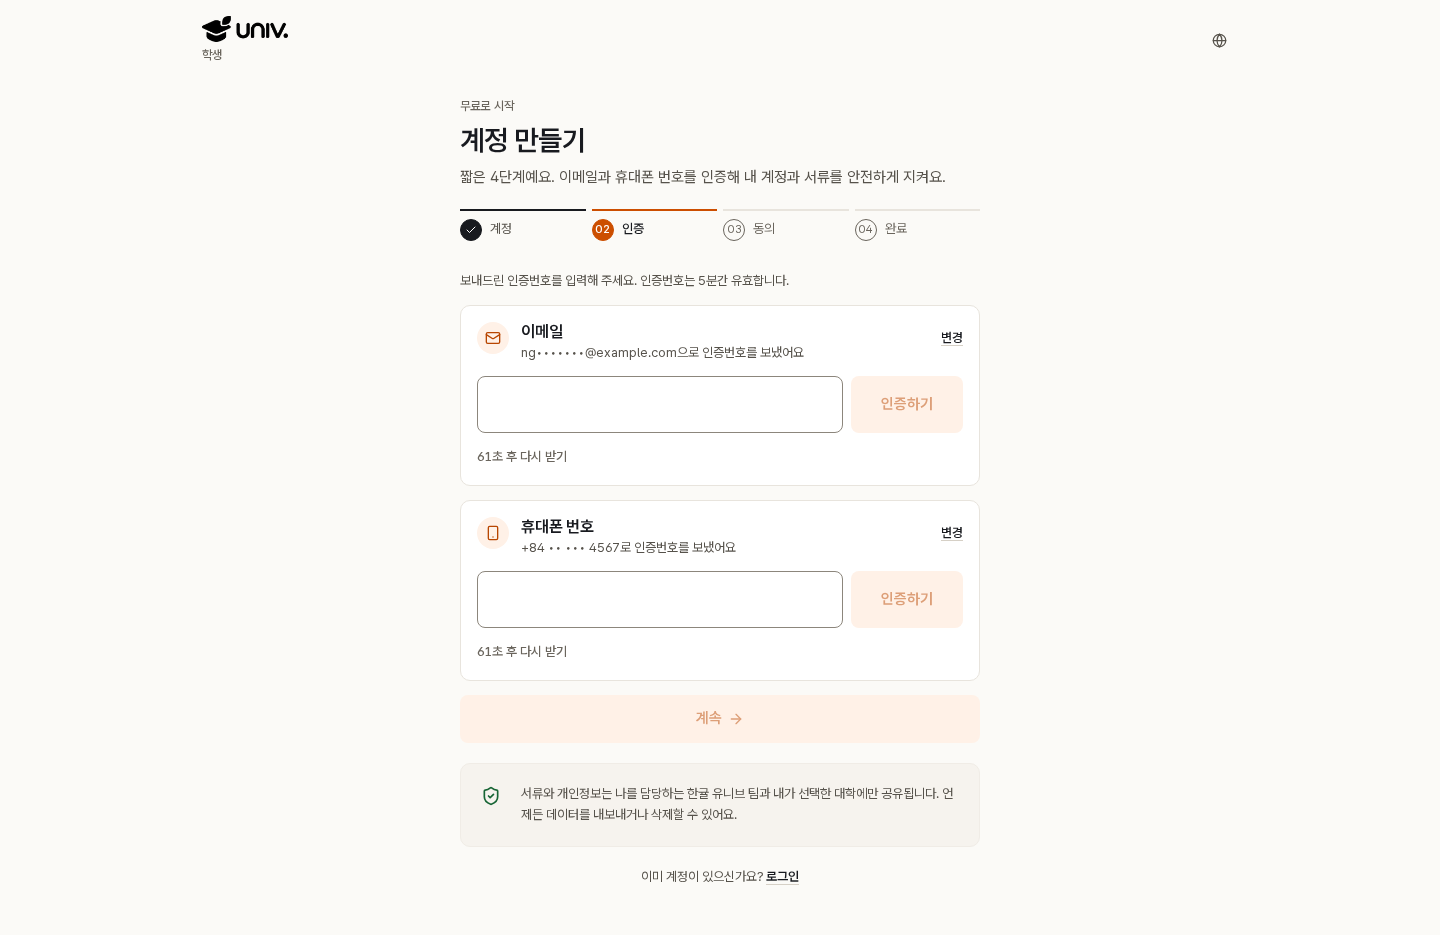 univ.
학생
무료로 시작
계정 만들기
짧은 4단계예요. 이메일과 휴대폰 번호를 인증해 내 계정과 서류를 안전하게 지켜요.
계정
02 인증
03 동의
04 완료
보내드린 인증번호를 입력해 주세요. 인증번호는 5분간 유효합니다.
이메일
변경
ng•••••••@example.com으로 인증번호를 보냈어요
인증하기
61초 후 다시 받기
휴대폰 번호
변경
+84 •• ••• 4567로 인증번호를 보냈어요
인증하기
61초 후 다시 받기
계속 →
서류와 개인정보는 나를 담당하는 한귤 유니브 팀과 내가 선택한 대학에만 공유됩니다. 언
제든 데이터를 내보내거나 삭제할 수 있어요.
이미 계정이 있으신가요? 로그인